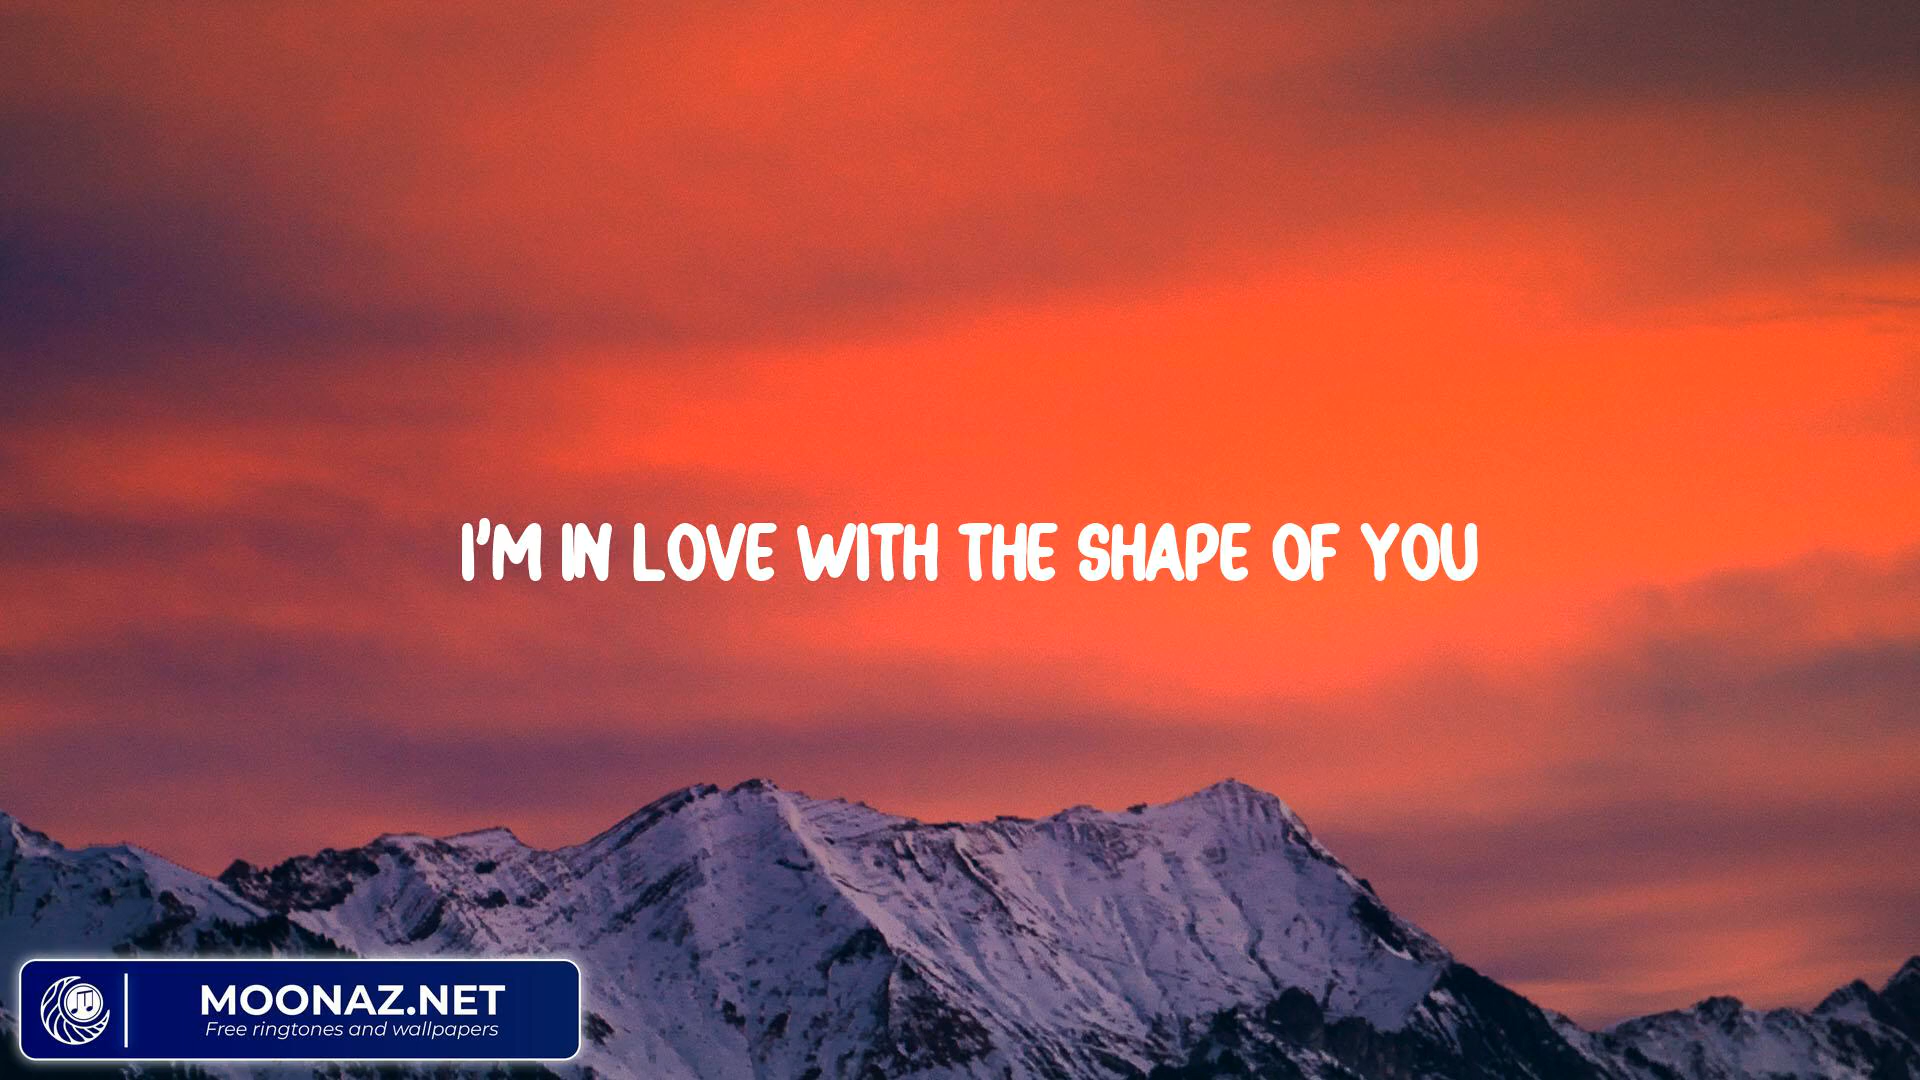 I'M IN LOVE WITH THE SHAPE OF YOU
MOONAZ.NET
Free ringtones and wallpapers